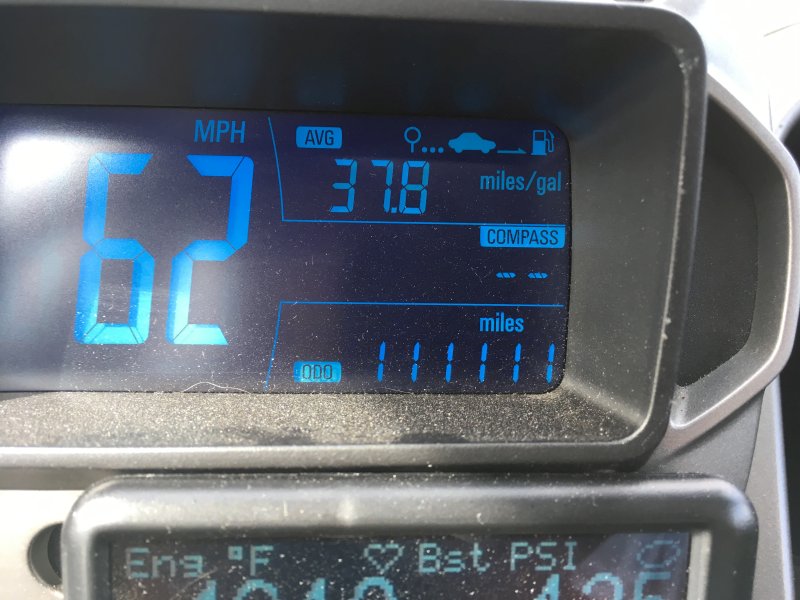 MPH
62
AVG
37.8 miles/gal
COMPASS
-- --
miles
ODO 111111
Eng °F ♡ Bst PSI